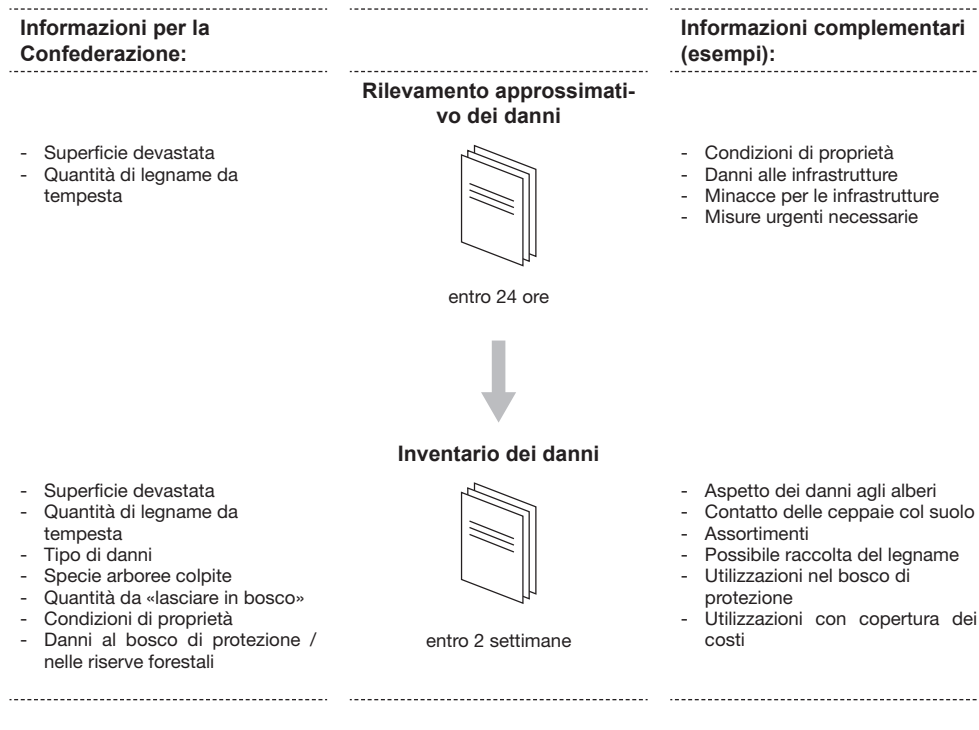 Informazioni per la
Confederazione:
Informazioni complementari
(esempi):
Rilevamento approssimati-
vo dei danni
- Superficie devastata
- Quantità di legname da
tempesta
- Condizioni di proprietà
- Danni alle infrastrutture
- Minacce per le infrastrutture
- Misure urgenti necessarie
entro 24 ore
Inventario dei danni
- Superficie devastata
- Quantità di legname da
tempesta
- Tipo di danni
- Specie arboree colpite
- Quantità da «lasciare in bosco»
- Condizioni di proprietà
- Danni al bosco di protezione /
nelle riserve forestali
entro 2 settimane
- Aspetto dei danni agli alberi
- Contatto delle ceppaie col suolo
- Assortimenti
- Possibile raccolta del legname
- Utilizzazioni nel bosco di
protezione
- Utilizzazioni con copertura dei
costi